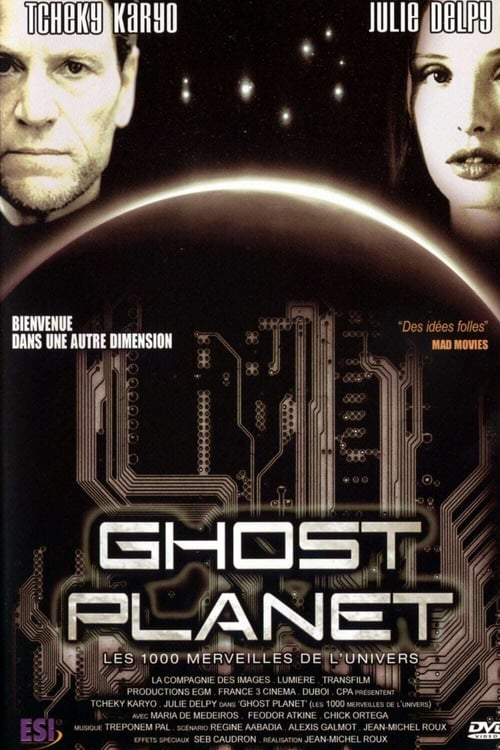 TCHEKY KARYO
JULIE DELPY
BIENVENUE
DANS UNE AUTRE DIMENSION
"Des idées folles"
MAD MOVIES
GHOST
PLANET
LES 1000 MERVEILLES DE L'UNIVERS
LA COMPAGNIE DES IMAGES . LUMIERE . TRANSFILM
PRODUCTIONS EGM . FRANCE 3 CINEMA . DUBOI . CPA PRÉSENTENT
TCHEKY KARYO . JULIE DELPY DANS 'GHOST PLANET' (LES 1000 MERVEILLES DE L'UNIVERS)
AVEC MARIA DE MEDEIROS . FEODOR ATKINE . CHICK ORTEGA
MUSIQUE TREPONEM PAL . SCÉNARIO REGINE AABADIA . ALEXIS GALMOT . JEAN-MICHEL ROUX
EFFETS SPÉCIAUX SEB CAUDRON . RÉALISATION JEAN-MICHEL ROUX
ESI
DVD
VIDEO